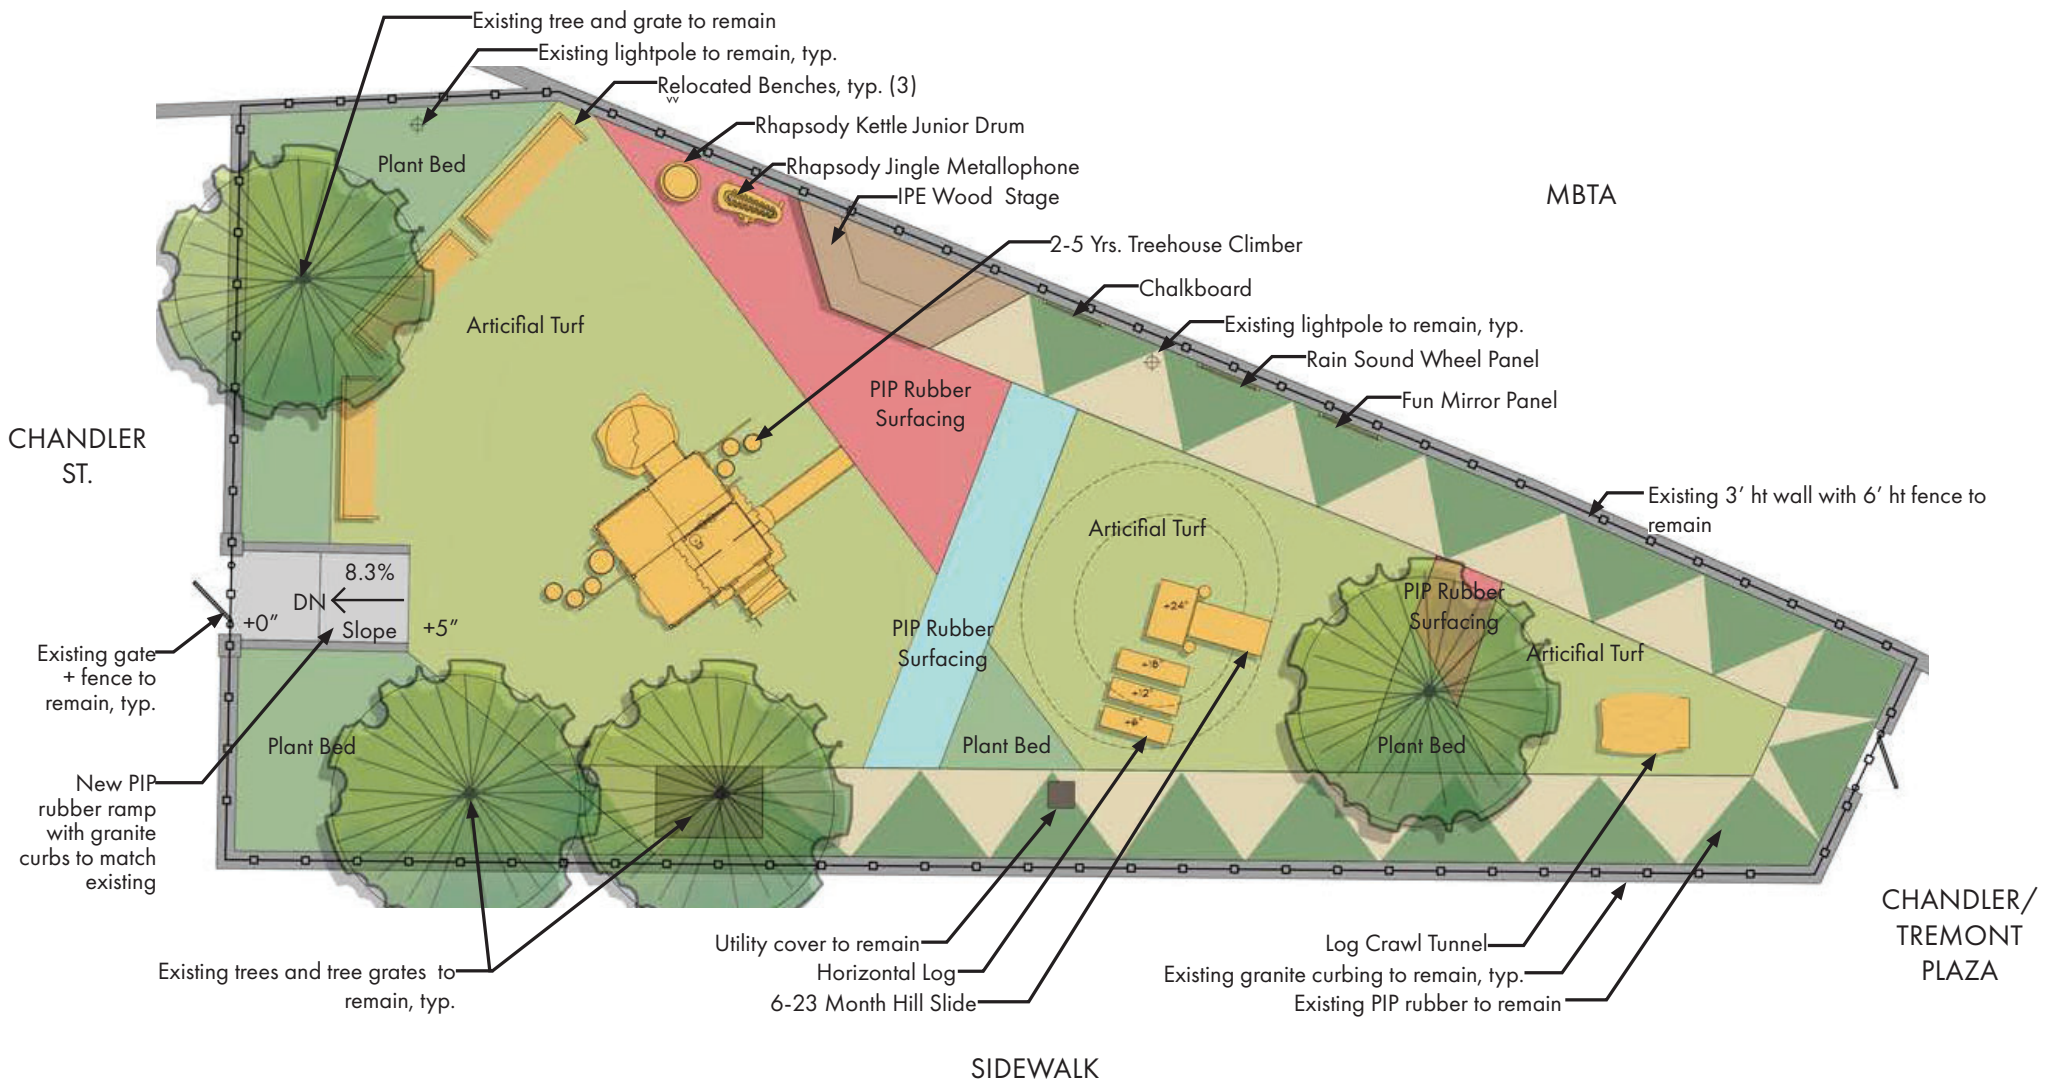 Existing tree and grate to remain
Existing lightpole to remain, typ.
Relocated Benches, typ. (3)
Rhapsody Kettle Junior Drum
Rhapsody Jingle Metallophone
IPE Wood Stage
MBTA
2-5 Yrs. Treehouse Climber
Chalkboard
Existing lightpole to remain, typ.
Rain Sound Wheel Panel
Fun Mirror Panel
Existing 3' ht wall with 6' ht fence to
remain
Plant Bed
Articifial Turf
PIP Rubber
Surfacing
CHANDLER
ST.
Articifial Turf
8.3%
DN
Slope
+0"
+5"
PIP Rubber
Surfacing
+24"
+18"
+12"
+6"
PIP Rubber
Surfacing
Articifial Turf
Existing gate
+ fence to
remain, typ.
Plant Bed
Plant Bed
Plant Bed
New PIP
rubber ramp
with granite
curbs to match
existing
Existing trees and tree grates to
remain, typ.
Utility cover to remain
Horizontal Log
6-23 Month Hill Slide
Log Crawl Tunnel
Existing granite curbing to remain, typ.
Existing PIP rubber to remain
CHANDLER/
TREMONT
PLAZA
SIDEWALK